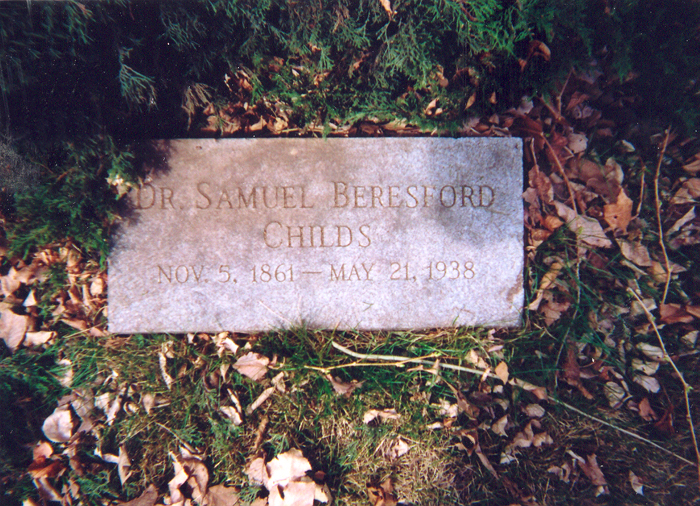 DR. SAMUEL BERESFORD
CHILDS
NOV. 5, 1861 — MAY 21, 1938